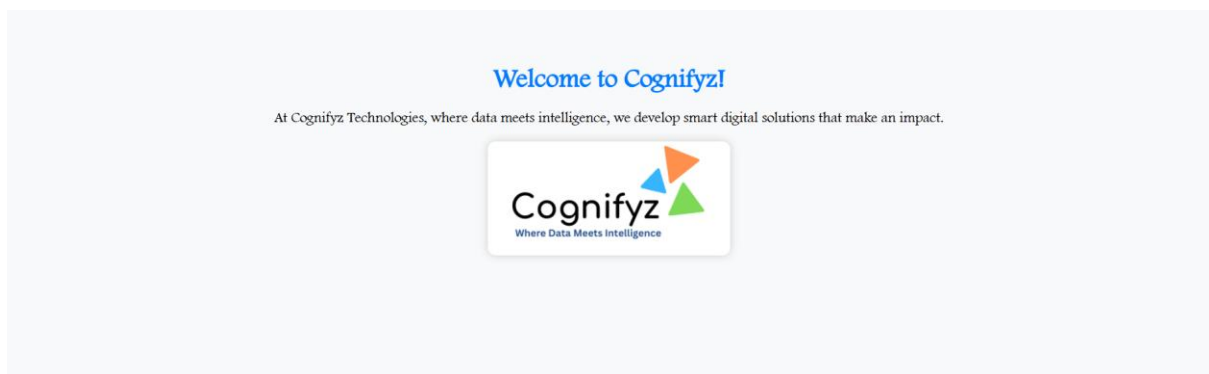 Welcome to Cognifyz!
At Cognifyz Technologies, where data meets intelligence, we develop smart digital solutions that make an impact.
Cognifyz
Where Data Meets Intelligence